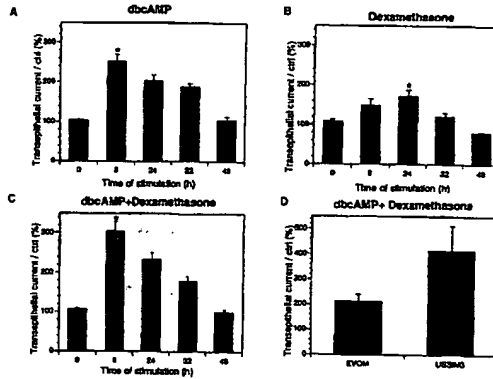 A
dbcAMP
Transepithelial current / ctrl (%)
300
200
100
0
0 8 24 32 48
Time of stimulation (h)
B
Dexamethasone
Transepithelial current / ctrl (%)
300
200
100
0
0 8 24 32 48
Time of stimulation (h)
C
dbcAMP+Dexamethasone
Transepithelial current / ctrl (%)
300
200
100
0
0 8 24 32 48
Time of stimulation (h)
D
dbcAMP+ Dexamethasone
Transepithelial current / ctrl (%)
500
400
300
200
100
0
EVOM USSING